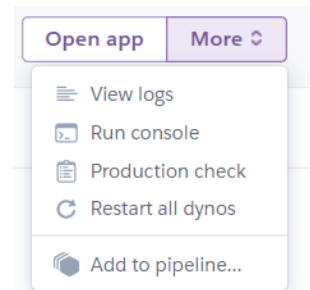 Open app More
View logs
Run console
Production check
Restart all dynos
Add to pipeline...